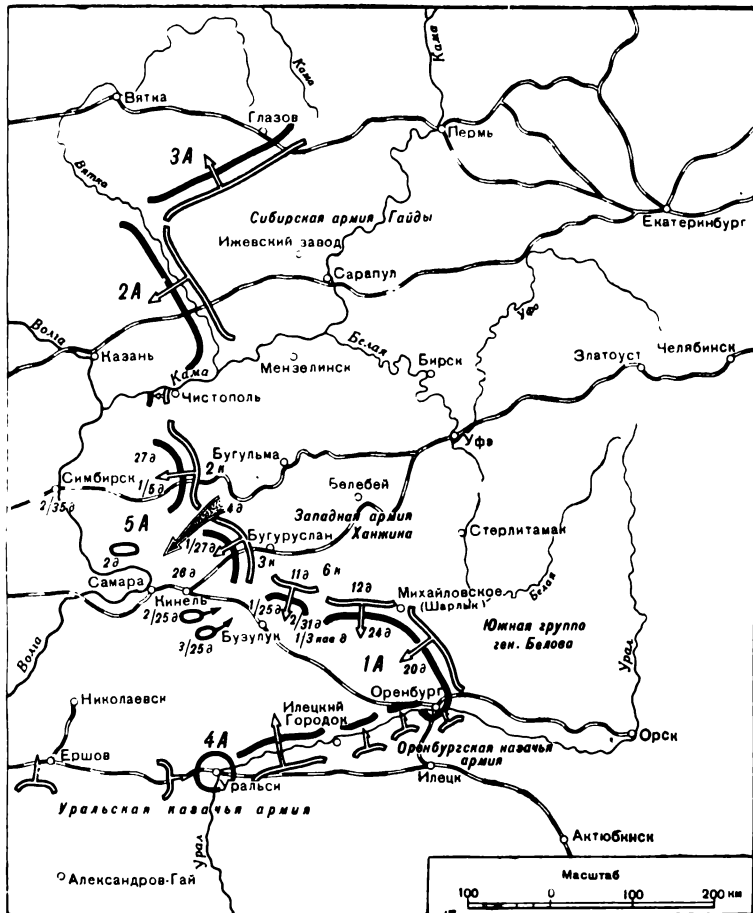 Кама
Кама
Вятка
Глазов
Пермь
3А
Вятка
Сибирская армия Гайды
Екатеринбург
Ижевский завод
Сарапул
2А
Волга
Казань
Белая
Уфа
Кама
Мензелинск
Бирск
Златоуст
Челябинск
Чистополь
Уфа
27д
Бугульма
2к
Симбирск
1/5д
Белебей
2/35д
4д
Западная армия
Ханжина
5А
Стерлитамак
1/27д
Бугуруслан
2д
3к
6к
11д
Белая
Самара
26д
12д
Михайловское
(Шарлык)
Кинель
2/25д
1/25д
2/31д
Южная группа
ген. Белова
Бузулук
1/3 кав д
24д
3/25д
Волга
1А
20д
Урал
Николаевск
Илецкий
Городок
Оренбург
4А
Орск
Ершов
Оренбургская казачья
армия
Уральск
Илецк
Уральская казачья армия
Урал
Актюбинск
Александров-Гай
Масштаб
100 0 100 200 км